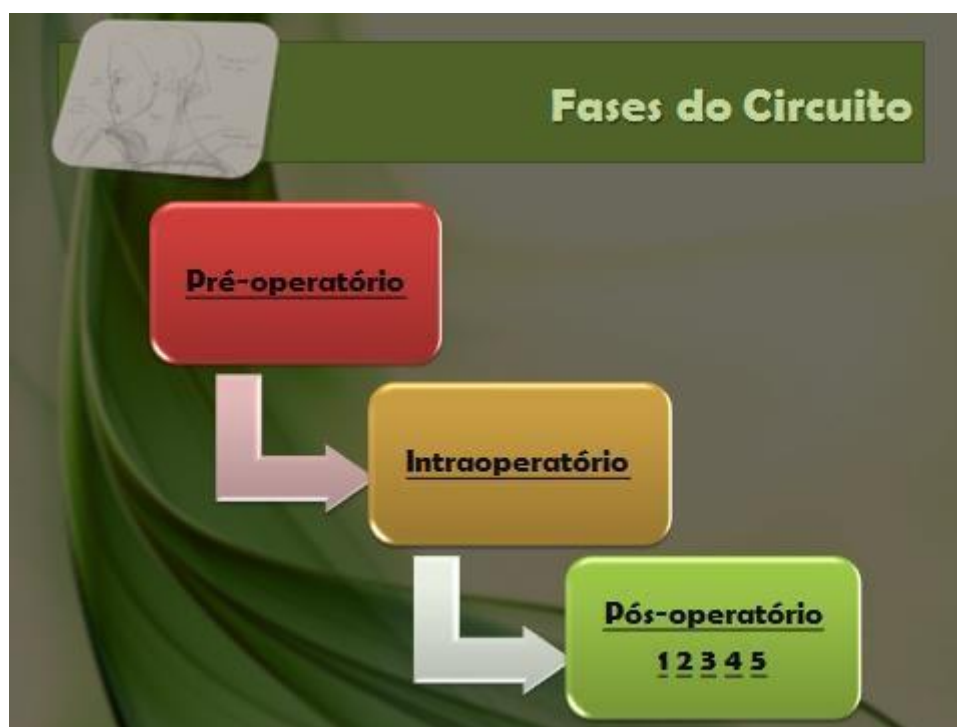 Fases do Circuito
Pré-operatório
Intraoperatório
Pós-operatório
1 2 3 4 5